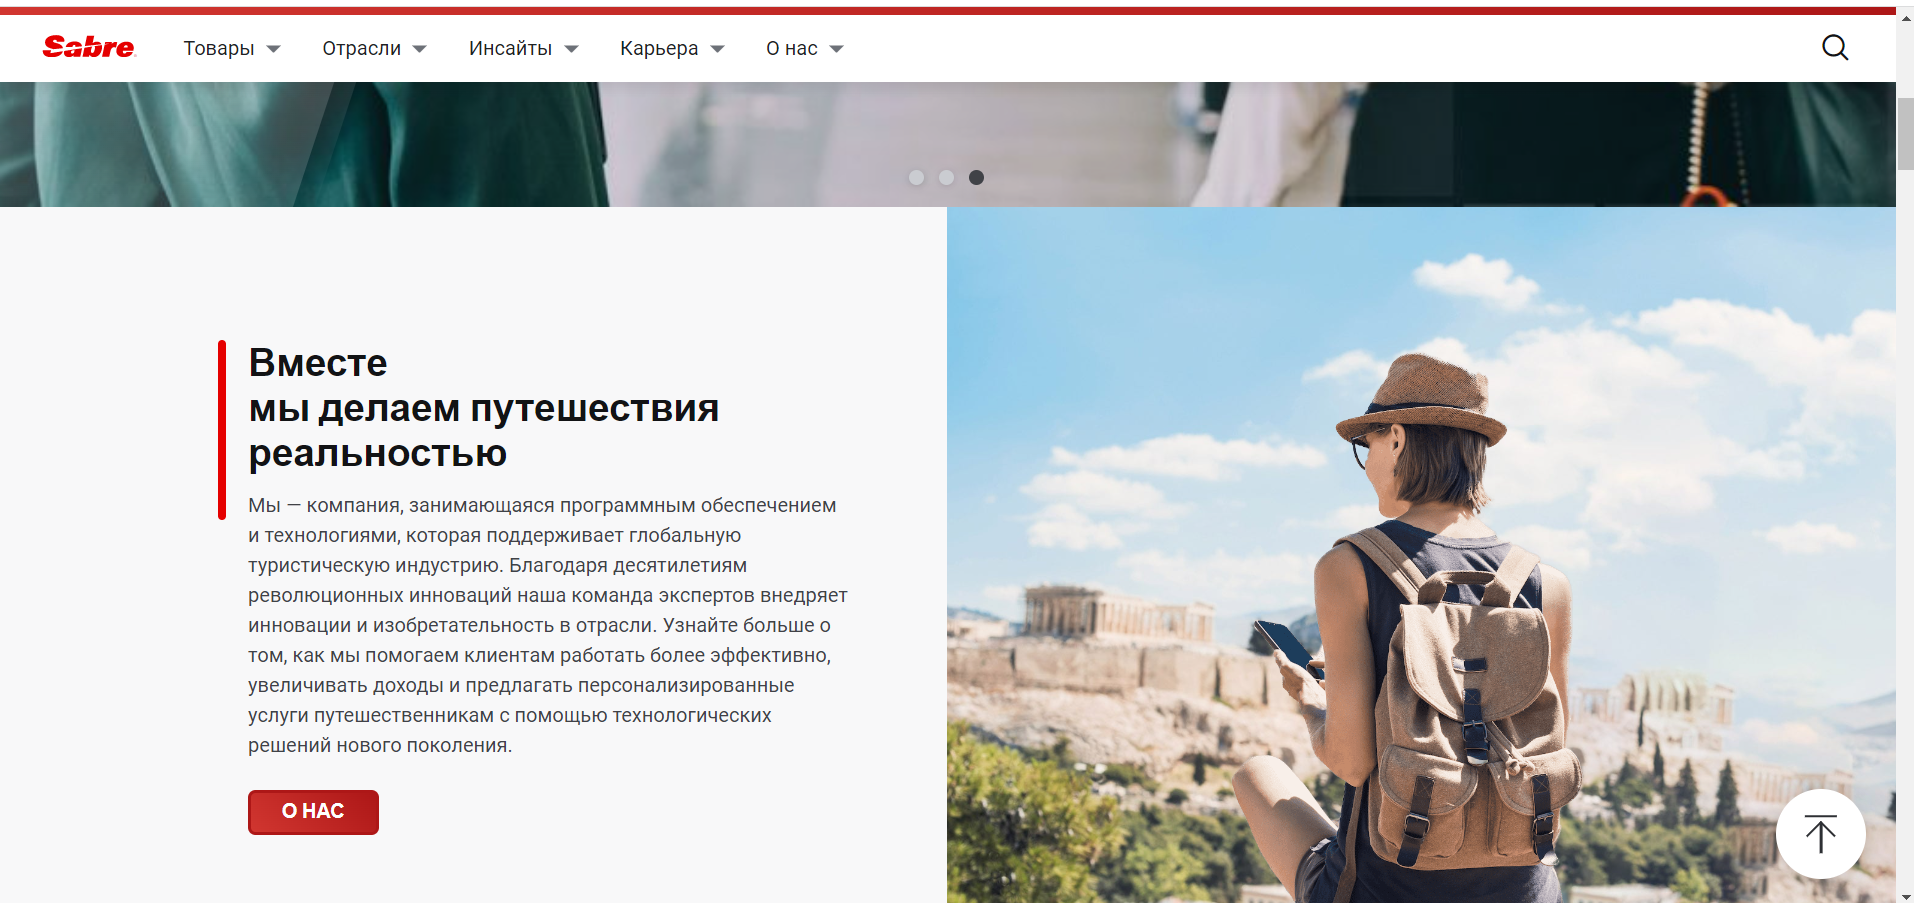 Sabre
Товары
Отрасли
Инсайты
Карьера
О нас
Вместе
мы делаем путешествия
реальностью
Мы — компания, занимающаяся программным обеспечением
и технологиями, которая поддерживает глобальную
туристическую индустрию. Благодаря десятилетиям
революционных инноваций наша команда экспертов внедряет
инновации и изобретательность в отрасли. Узнайте больше о
том, как мы помогаем клиентам работать более эффективно,
увеличивать доходы и предлагать персонализированные
услуги путешественникам с помощью технологических
решений нового поколения.
О НАС